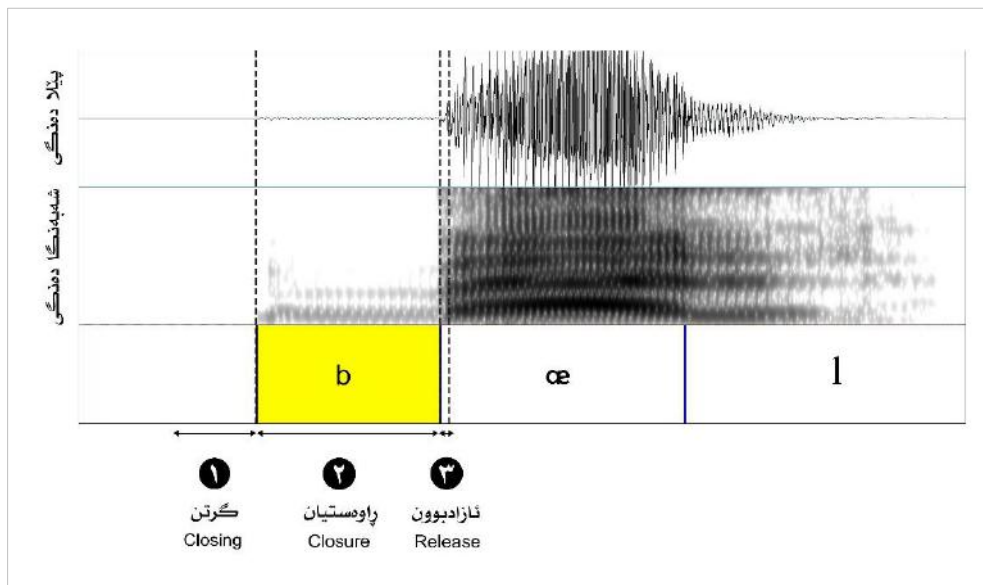 پێلا دەنگی
شەبەنگا دەنگی
b æ l
١ ٢ ٣
گرتن ڕاوەستیان ئازادبوون
Closing Closure Release